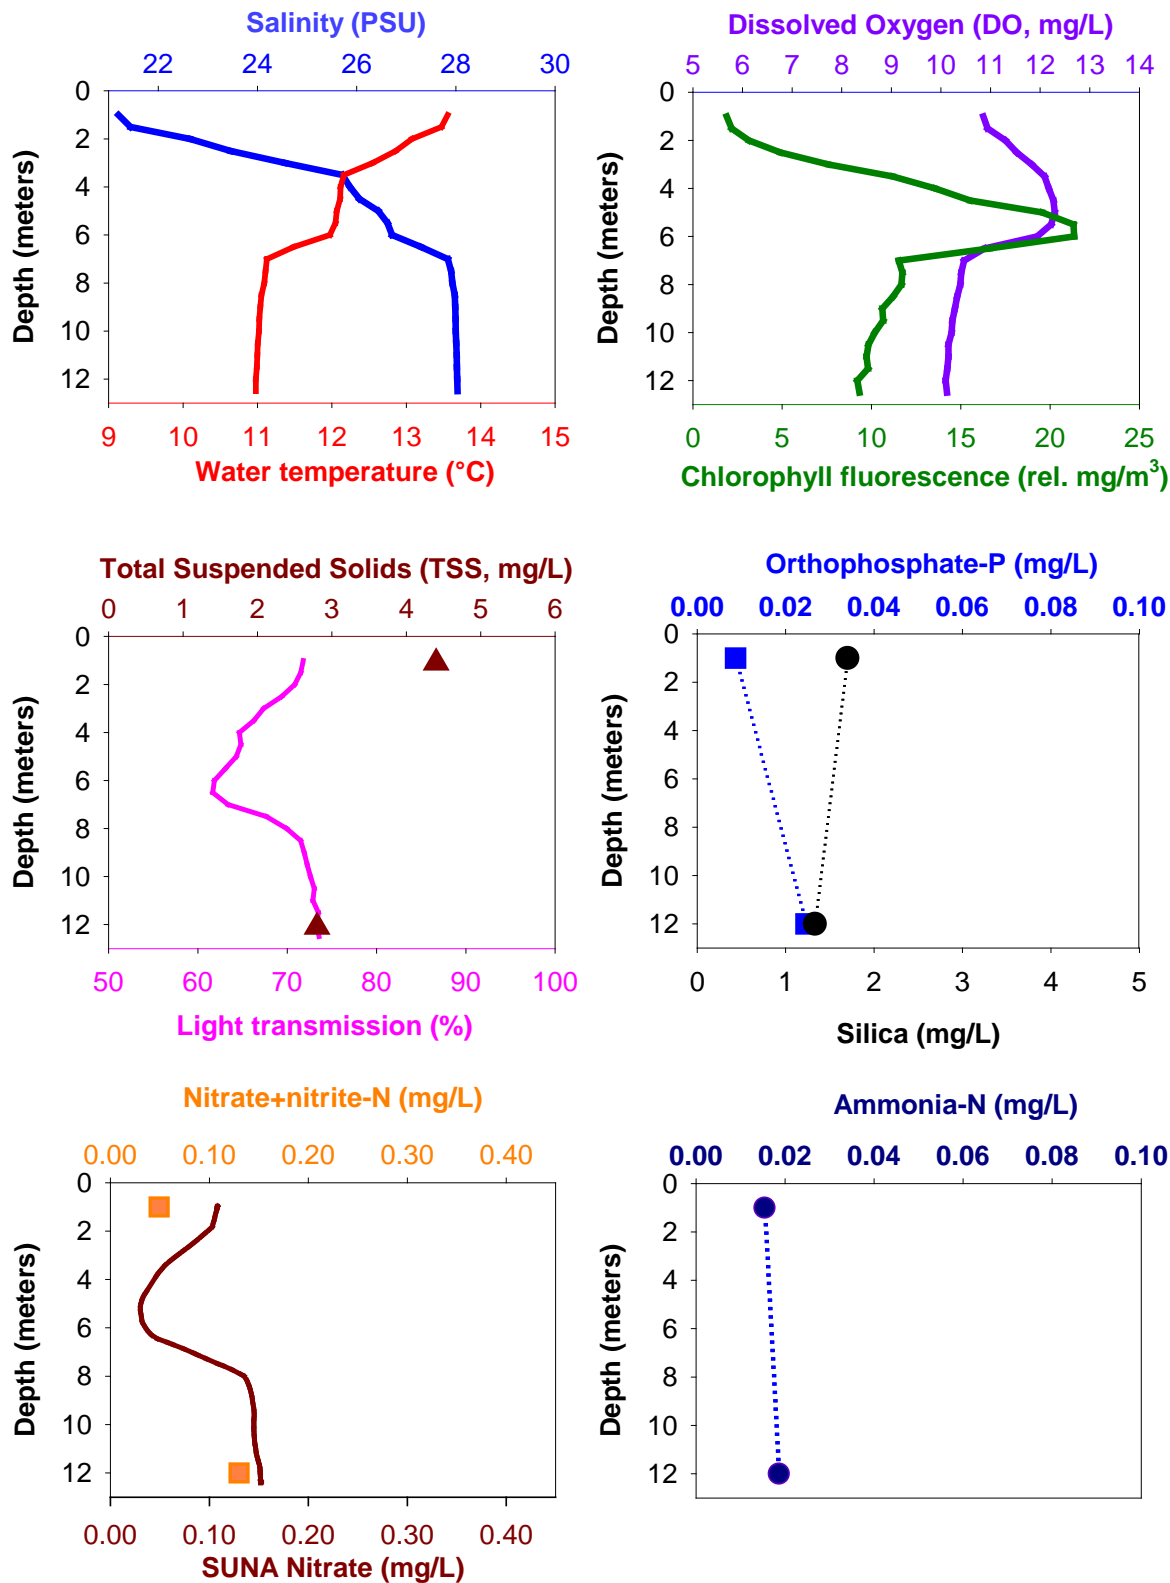 Salinity (PSU)
22 24 26 28 30
0
2
4
6
8
10
12
Depth (meters)
9 10 11 12 13 14 15
Water temperature (°C)
Dissolved Oxygen (DO, mg/L)
5 6 7 8 9 10 11 12 13 14
0
2
4
6
8
10
12
Depth (meters)
0 5 10 15 20 25
Chlorophyll fluorescence (rel. mg/m³)
Total Suspended Solids (TSS, mg/L)
0 1 2 3 4 5 6
0
2
4
6
8
10
12
Depth (meters)
50 60 70 80 90 100
Light transmission (%)
Orthophosphate-P (mg/L)
0.00 0.02 0.04 0.06 0.08 0.10
0
2
4
6
8
10
12
Depth (meters)
0 1 2 3 4 5
Silica (mg/L)
Nitrate+nitrite-N (mg/L)
0.00 0.10 0.20 0.30 0.40
0
2
4
6
8
10
12
Depth (meters)
0.00 0.10 0.20 0.30 0.40
SUNA Nitrate (mg/L)
Ammonia-N (mg/L)
0.00 0.02 0.04 0.06 0.08 0.10
0
2
4
6
8
10
12
Depth (meters)